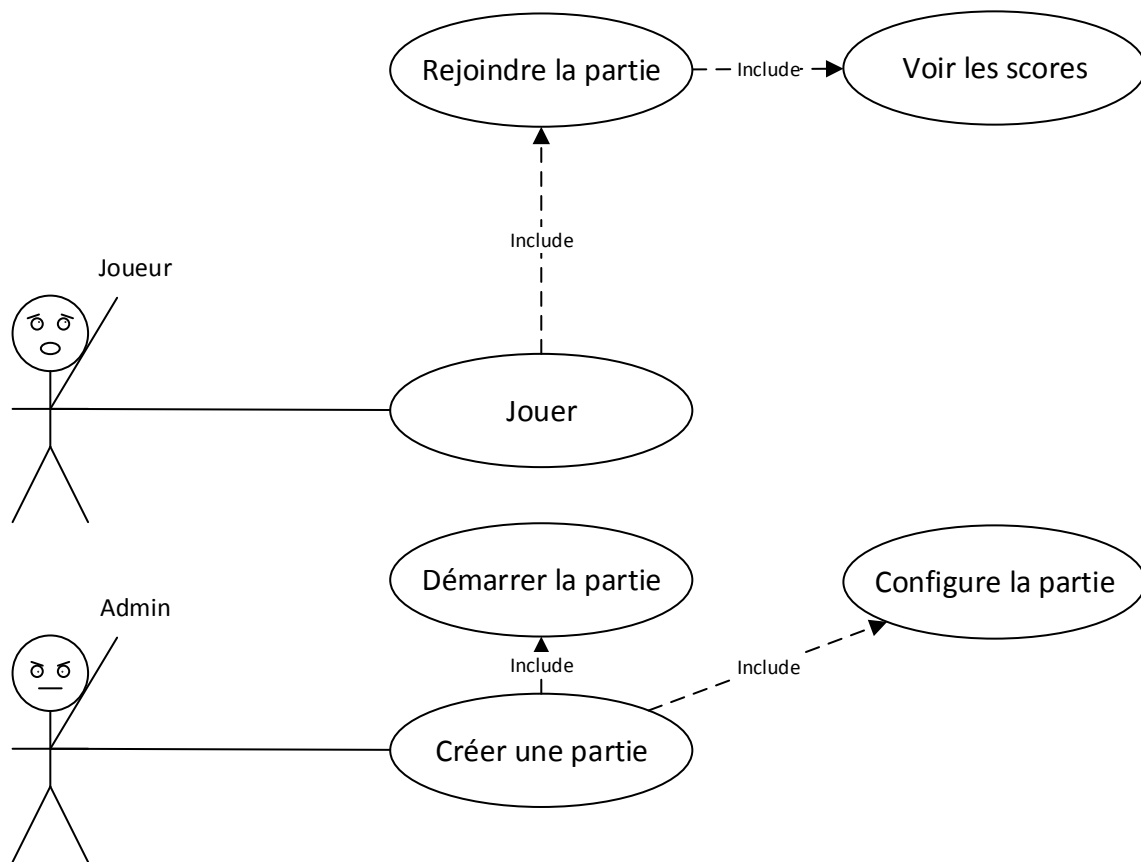 Rejoindre la partie
Include
Voir les scores
Include
Joueur
Jouer
Démarrer la partie
Configure la partie
Admin
Include
Include
Créer une partie